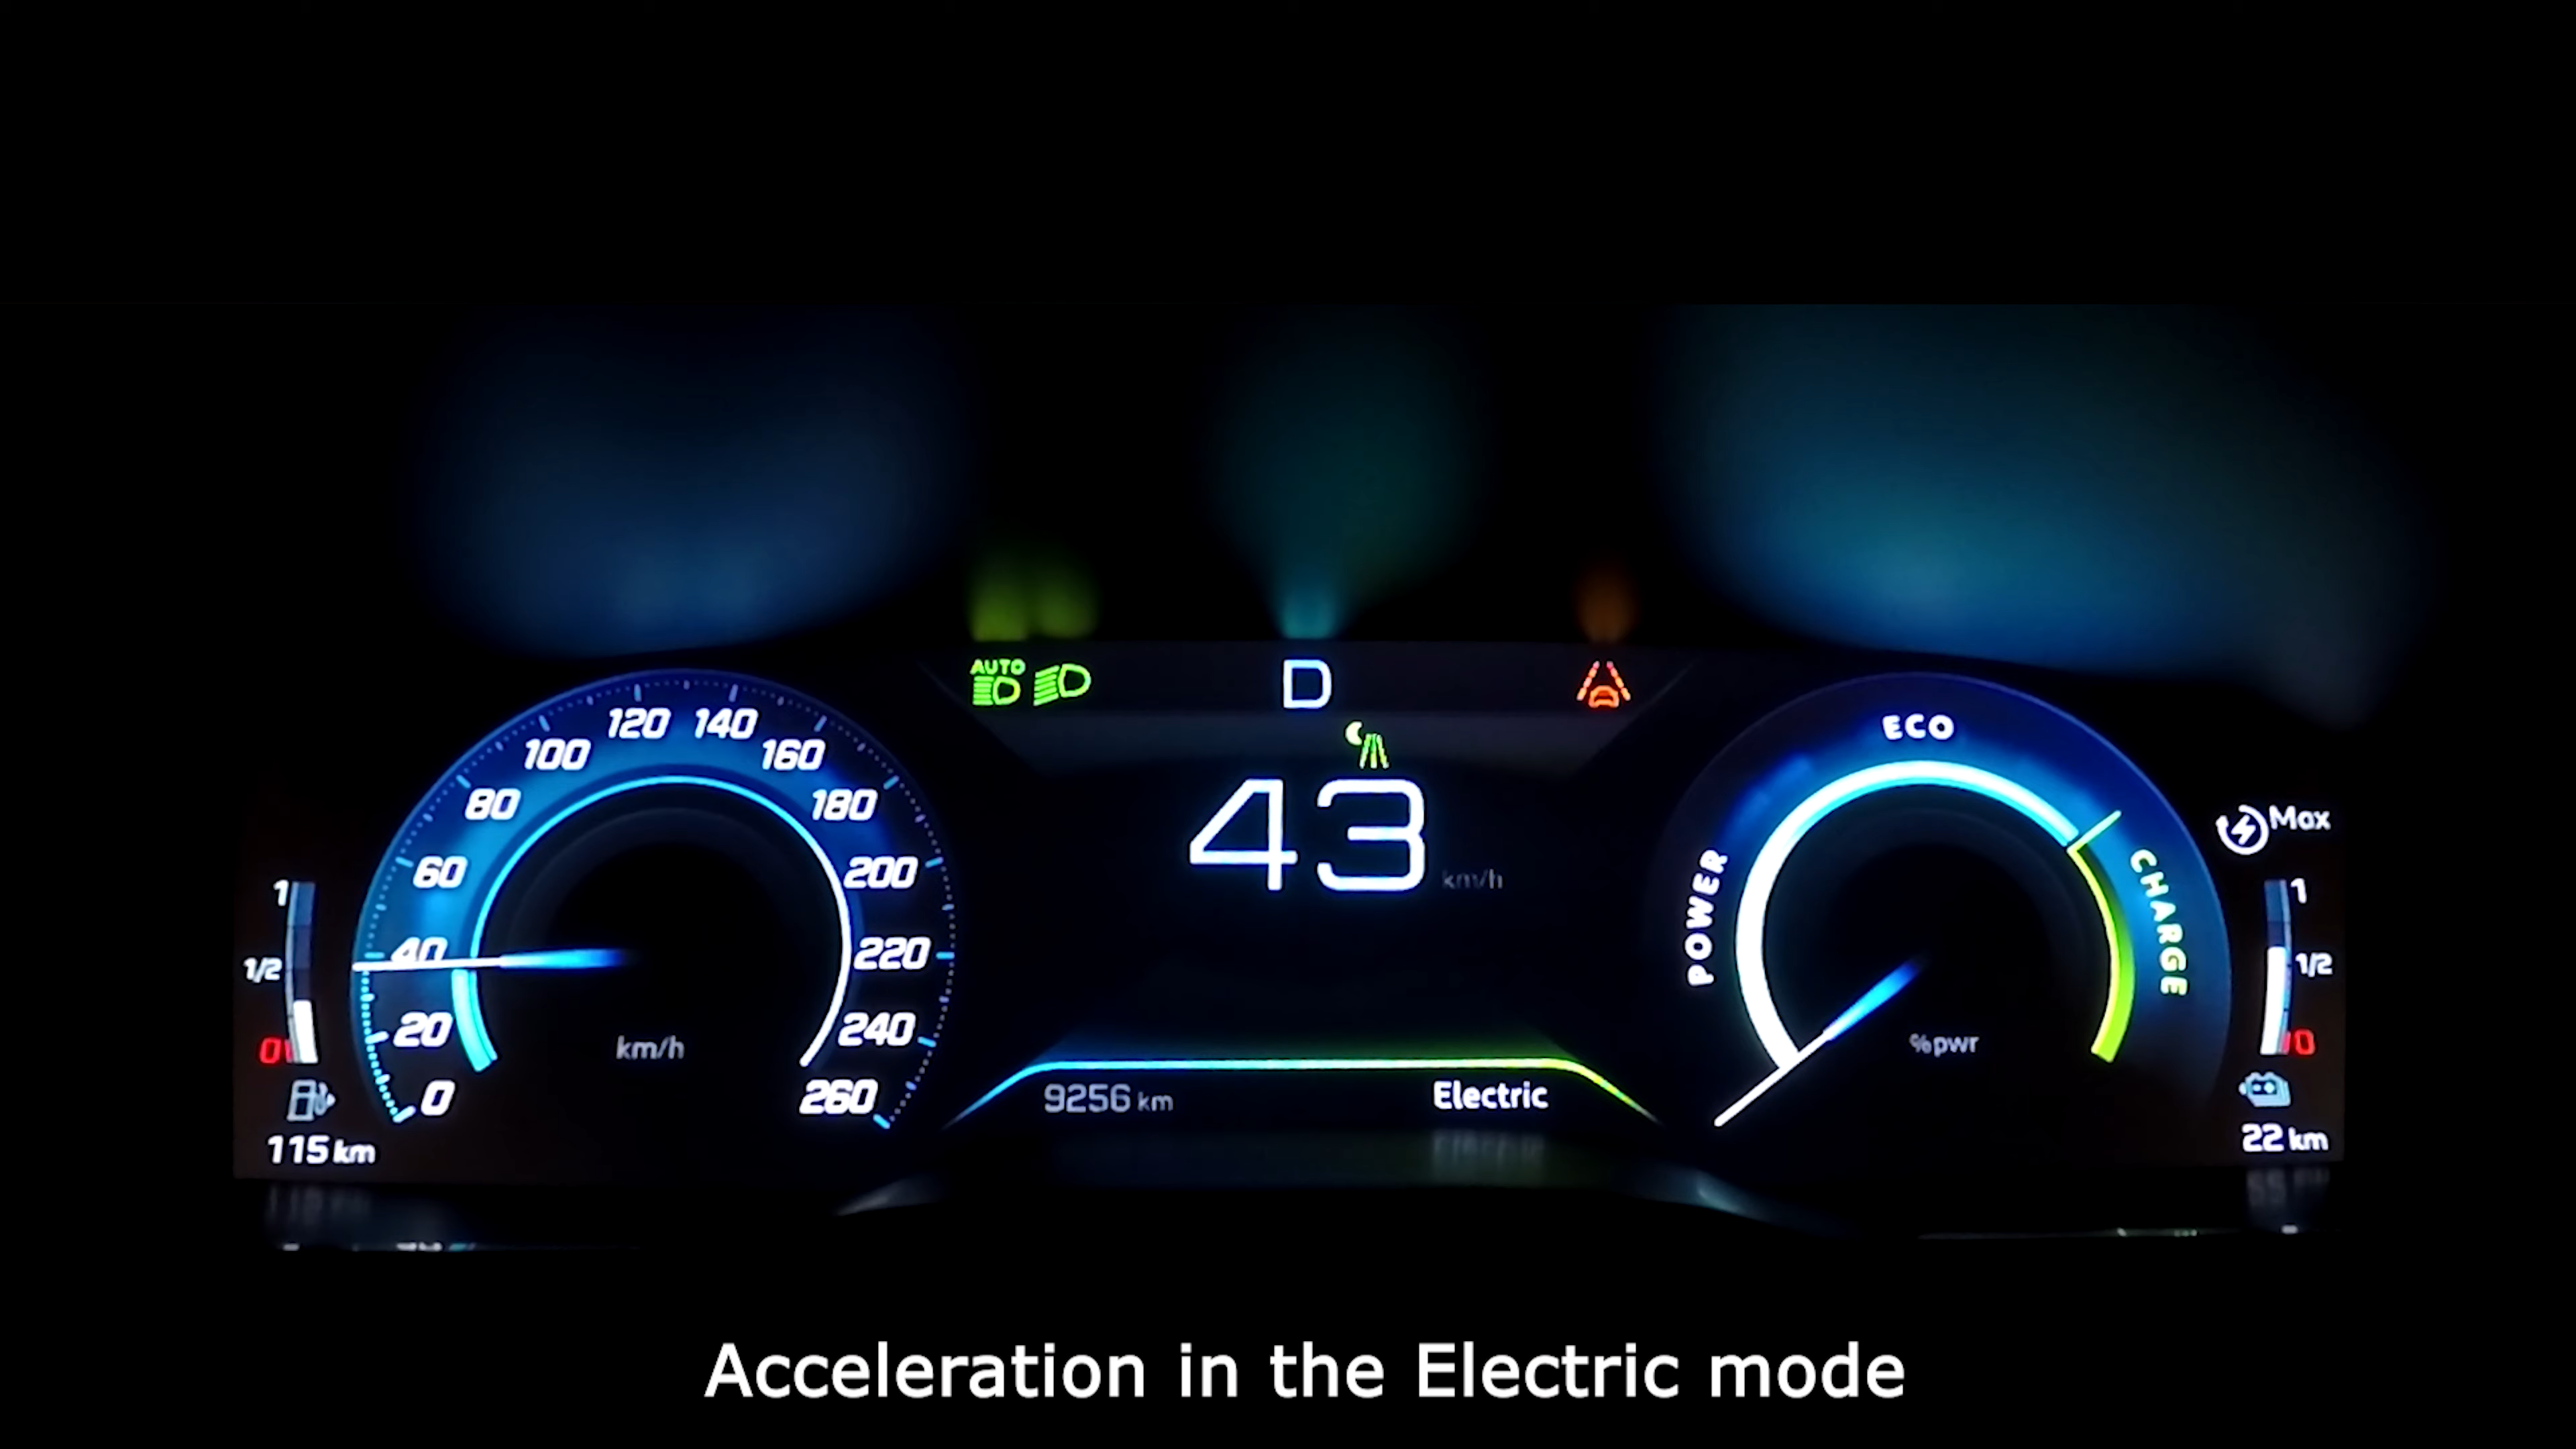 AUTO
D
43 km/h
120 140
100 160
80 180
60 200
40 220
20 240
0 260
km/h
1
1/2
0
115 km
9256 km
Electric
ECO
POWER
CHARGE
%pwr
Max
1
1/2
0
22 km
Acceleration in the Electric mode